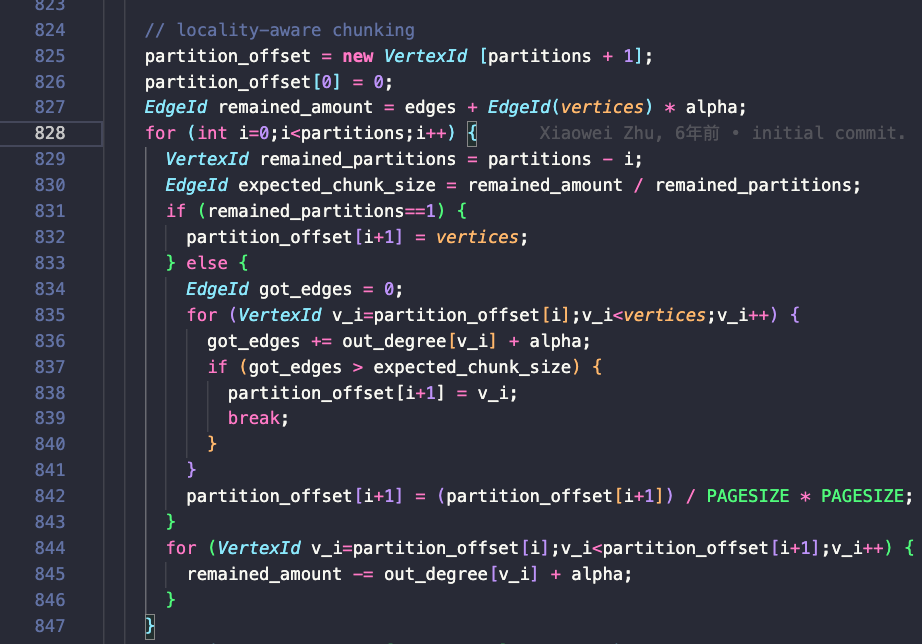 823
824 // locality-aware chunking
825 partition_offset = new VertexId [partitions + 1];
826 partition_offset[0] = 0;
827 EdgeId remained_amount = edges + EdgeId(vertices) * alpha;
828 for (int i=0;i<partitions;i++) { Xiaowei Zhu, 6年前 • initial commit.
829 VertexId remained_partitions = partitions - i;
830 EdgeId expected_chunk_size = remained_amount / remained_partitions;
831 if (remained_partitions==1) {
832 partition_offset[i+1] = vertices;
833 } else {
834 EdgeId got_edges = 0;
835 for (VertexId v_i=partition_offset[i];v_i<vertices;v_i++) {
836 got_edges += out_degree[v_i] + alpha;
837 if (got_edges > expected_chunk_size) {
838 partition_offset[i+1] = v_i;
839 break;
840 }
841 }
842 partition_offset[i+1] = (partition_offset[i+1]) / PAGESIZE * PAGESIZE;
843 }
844 for (VertexId v_i=partition_offset[i];v_i<partition_offset[i+1];v_i++) {
845 remained_amount -= out_degree[v_i] + alpha;
846 }
847 }